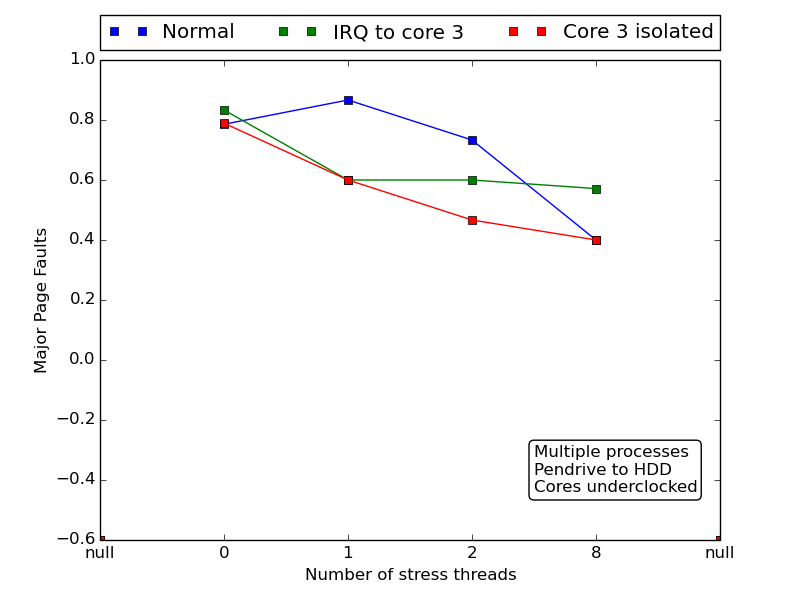 Normal IRQ to core 3 Core 3 isolated
1.0
0.8
0.6
0.4
0.2
0.0
−0.2
−0.4
−0.6
Major Page Faults
Multiple processes
Pendrive to HDD
Cores underclocked
null 0 1 2 8 null
Number of stress threads